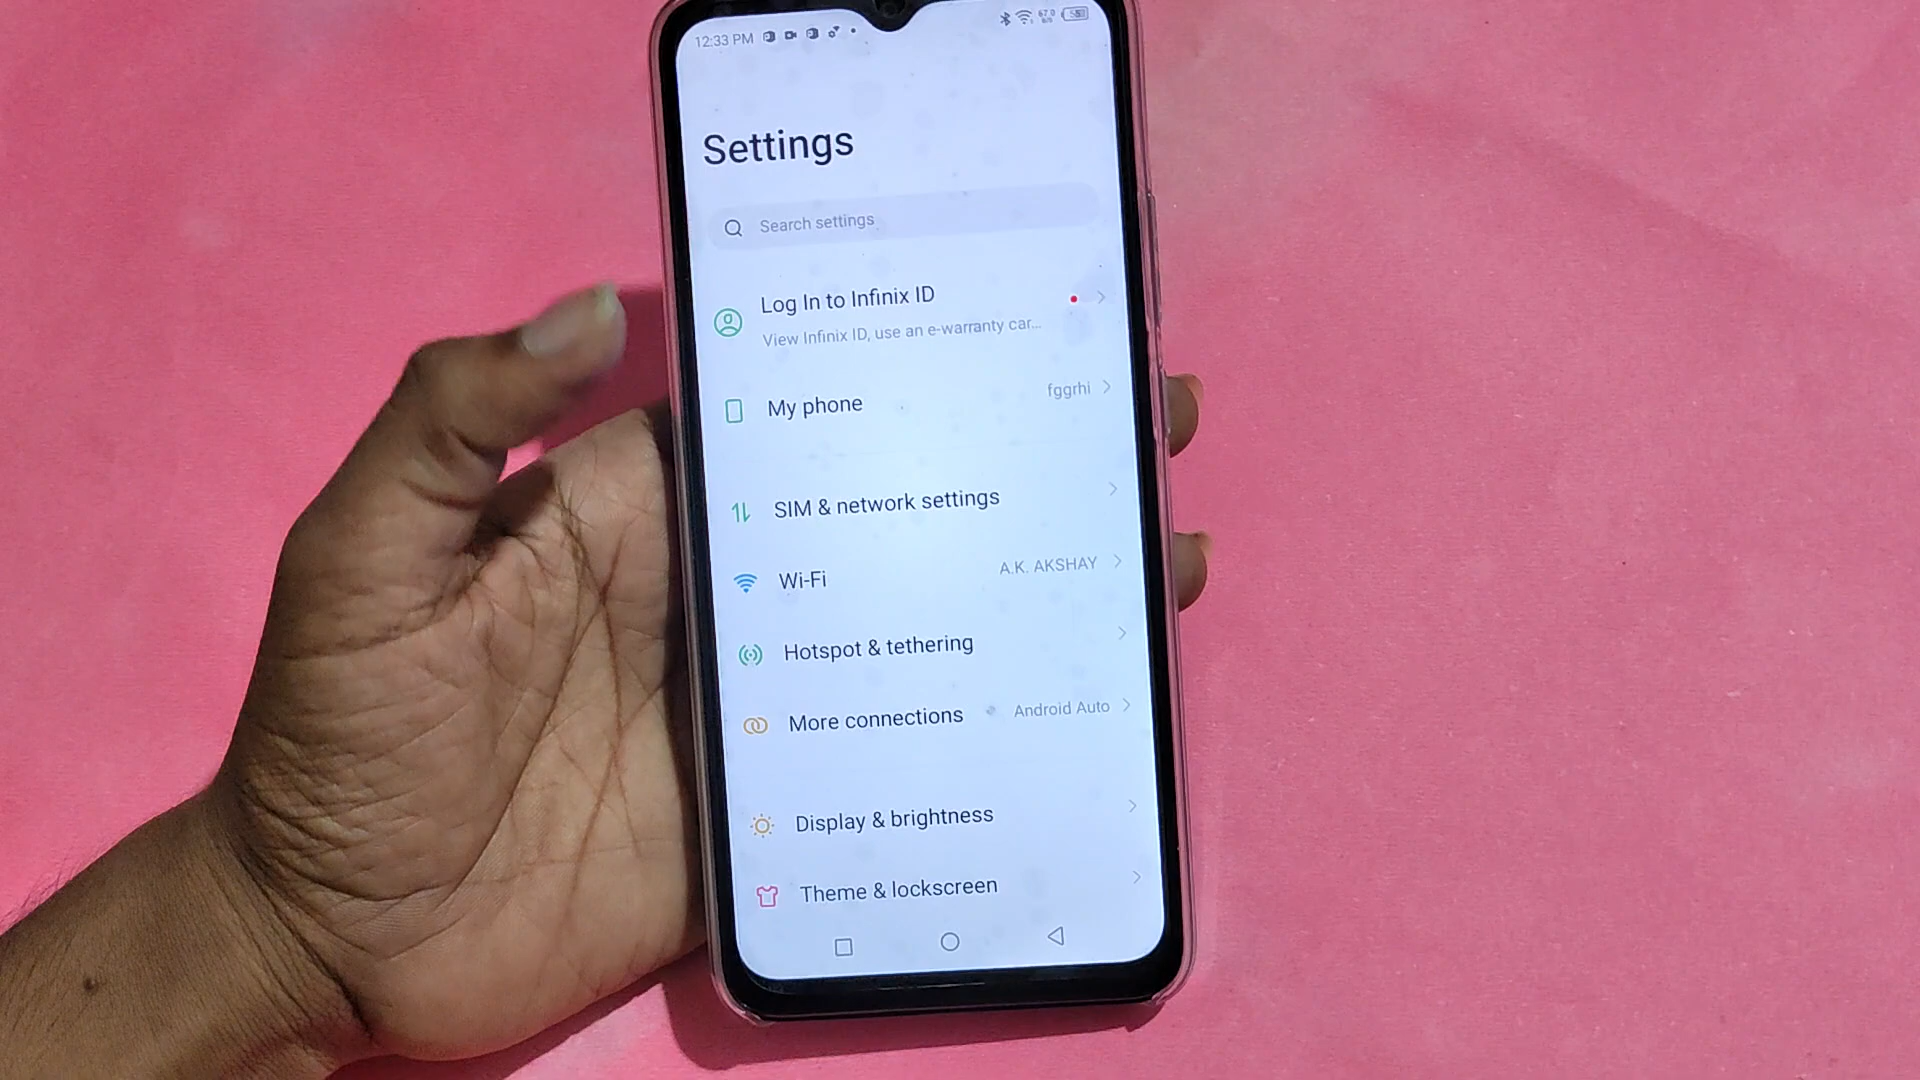 12:33 PM
Settings
Search settings
Log In to Infinix ID
View Infinix ID, use an e-warranty car...
My phone
fggrhi
SIM & network settings
Wi-Fi
A.K. AKSHAY
Hotspot & tethering
More connections
Android Auto
Display & brightness
Theme & lockscreen